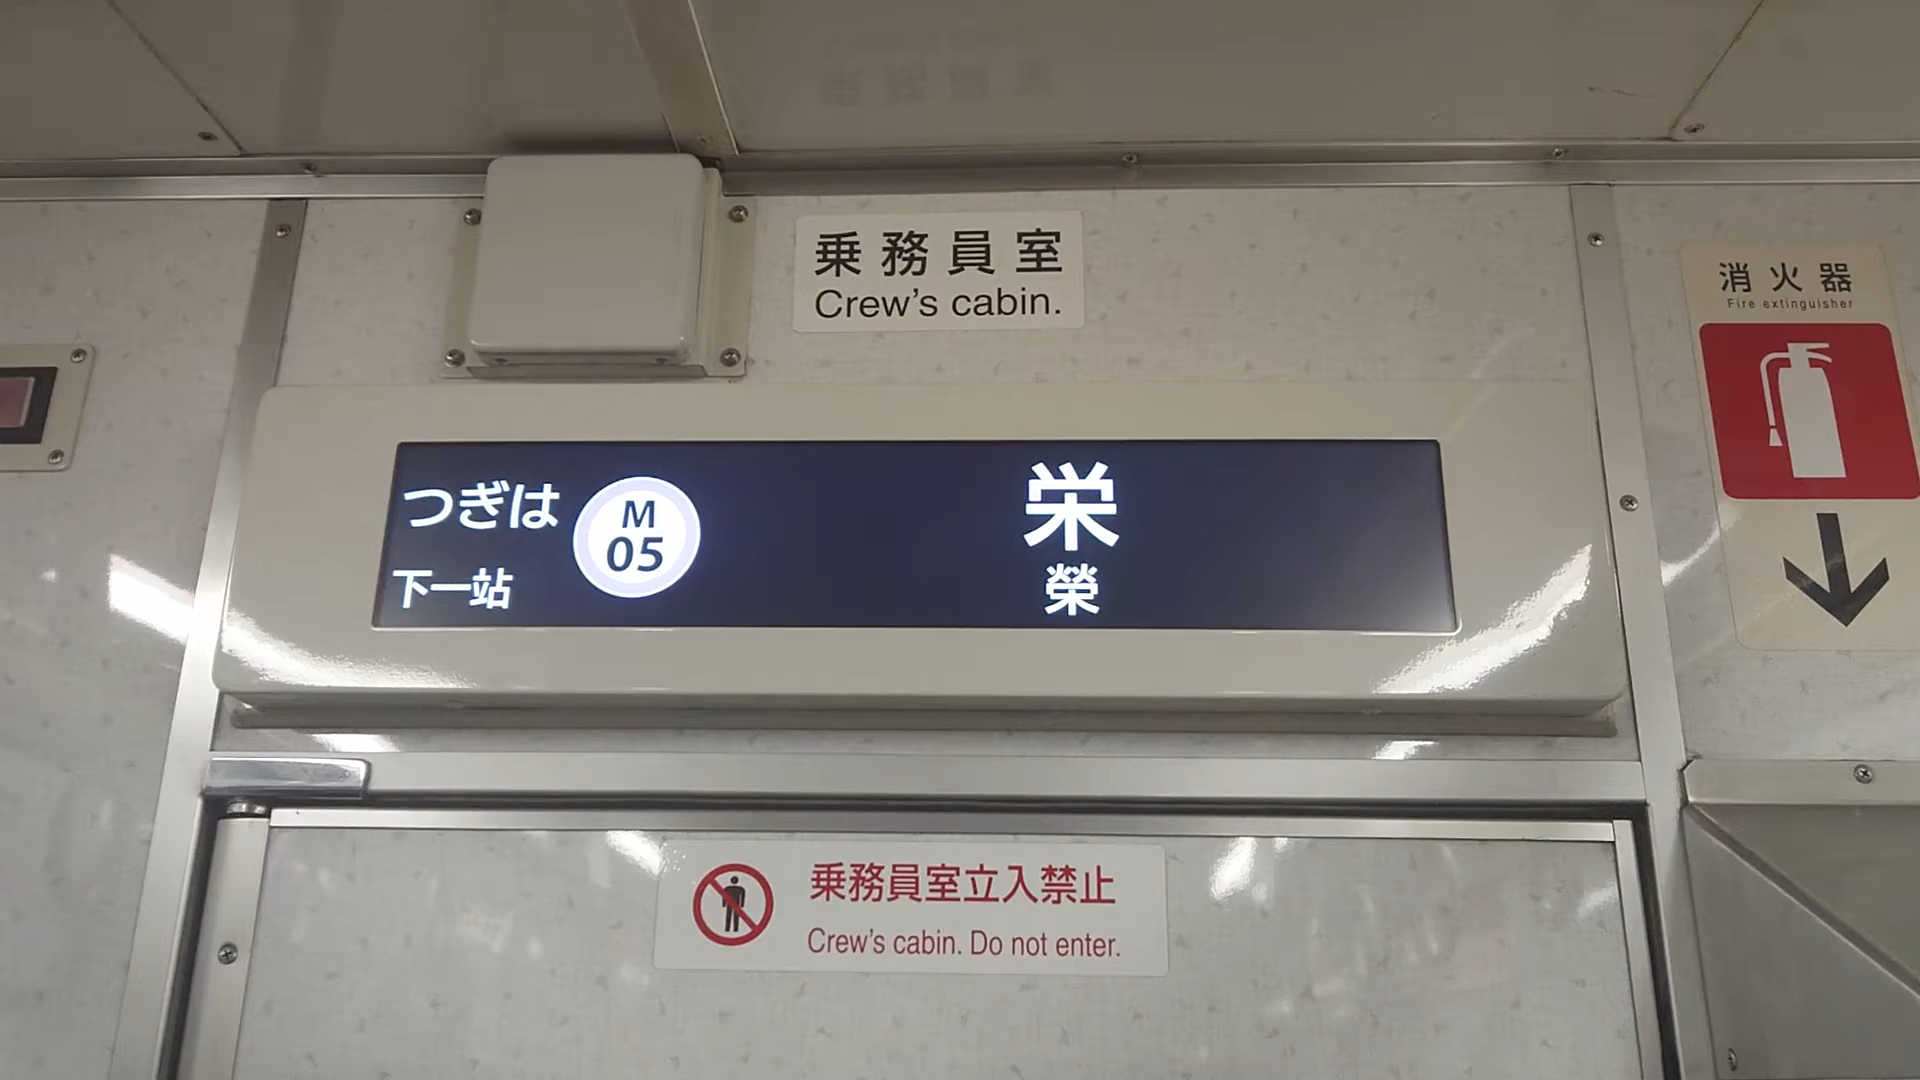 乗務員室
Crew's cabin.
消火器
Fire extinguisher
つぎは
M
05
栄
下一站
榮
乗務員室立入禁止
Crew's cabin. Do not enter.